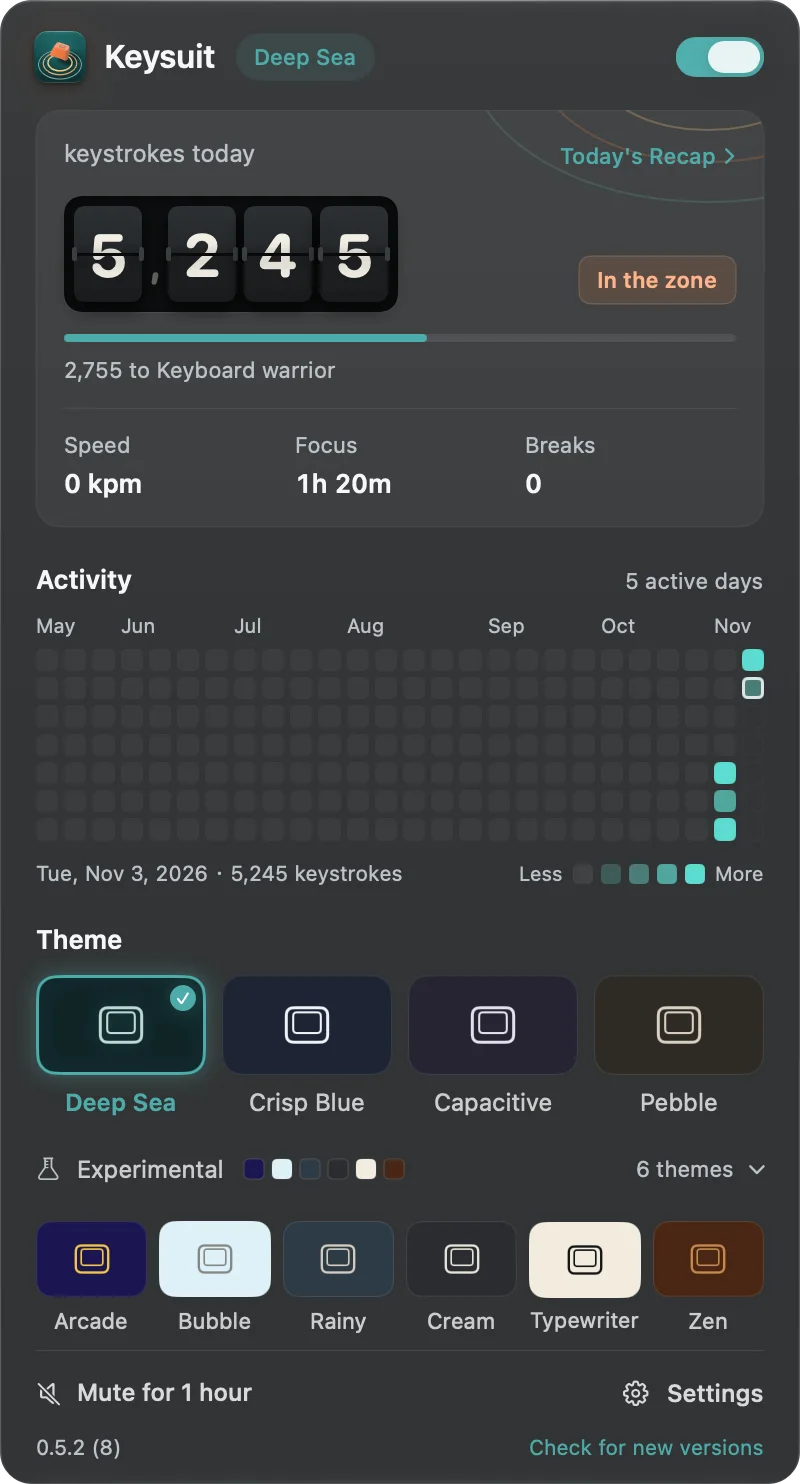 Keysuit Deep Sea
keystrokes today Today's Recap
5,245
In the zone
2,755 to Keyboard warrior
Speed Focus Breaks
0 kpm 1h 20m 0
Activity 5 active days
May Jun Jul Aug Sep Oct Nov
Tue, Nov 3, 2026 · 5,245 keystrokes Less More
Theme
Deep Sea Crisp Blue Capacitive Pebble
Experimental 6 themes
Arcade Bubble Rainy Cream Typewriter Zen
Mute for 1 hour Settings
0.5.2 (8) Check for new versions